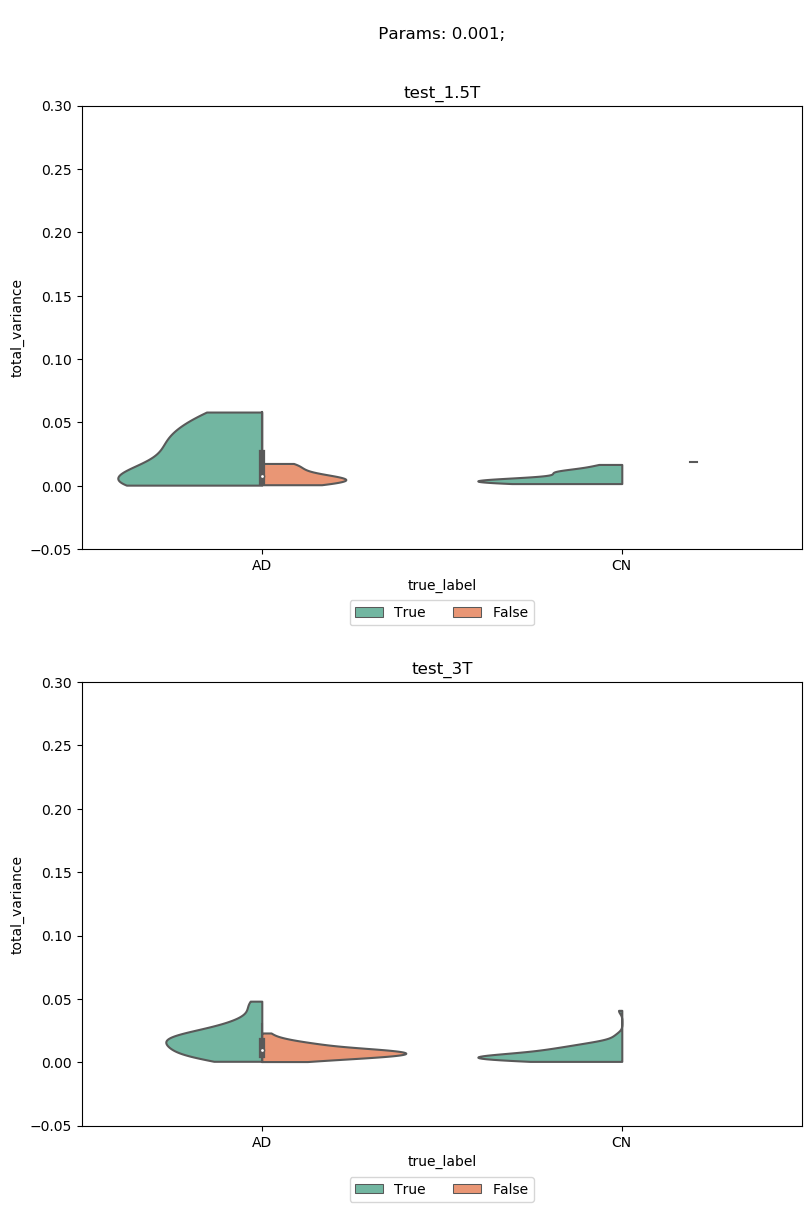 Params: 0.001;
test_1.5T
0.30
0.25
0.20
0.15
0.10
0.05
0.00
−0.05
total_variance
AD CN
true_label
True False
test_3T
0.30
0.25
0.20
0.15
0.10
0.05
0.00
−0.05
total_variance
AD CN
true_label
True False